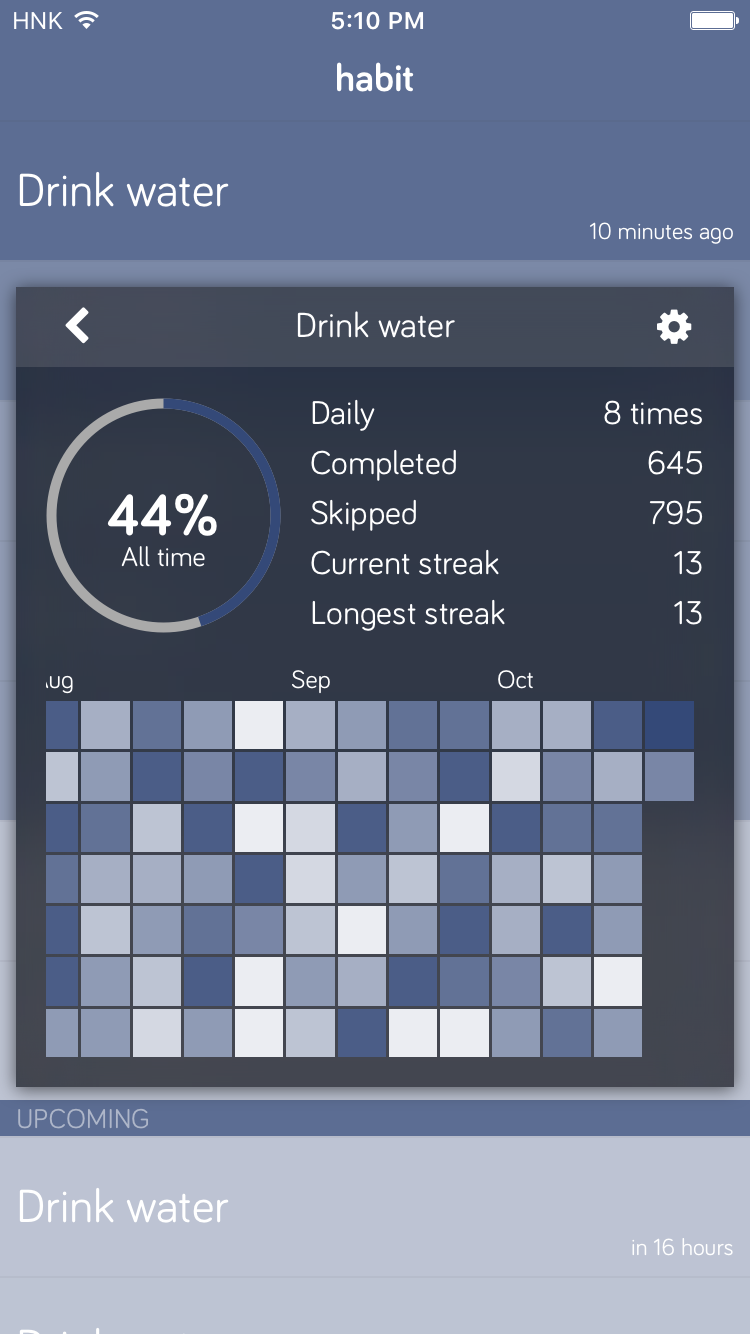 HNK 5:10 PM
habit
Drink water
10 minutes ago
Drink water
Daily 8 times
44%
All time
Completed 645
Skipped 795
Current streak 13
Longest streak 13
ug Sep Oct
UPCOMING
Drink water
in 16 hours